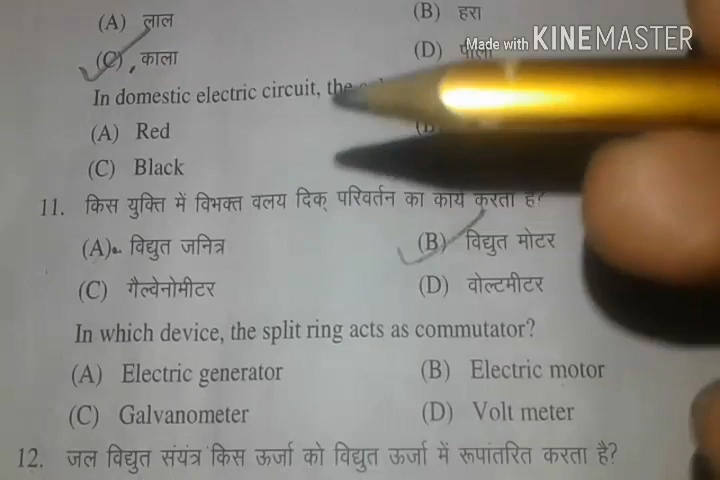 (A) लाल (B) हरा
Made with KINEMASTER
(C) काला (D) पीला
In domestic electric circuit, the
(A) Red
(C) Black
11. किस युक्ति में विभक्त वलय दिक् परिवर्तन का कार्य करता है?
(A) विद्युत जनित्र (B) विद्युत मोटर
(C) गैल्वेनोमीटर (D) वोल्टमीटर
In which device, the split ring acts as commutator?
(A) Electric generator (B) Electric motor
(C) Galvanometer (D) Volt meter
12. जल विद्युत संयंत्र किस ऊर्जा को विद्युत ऊर्जा में रूपांतरित करता है?